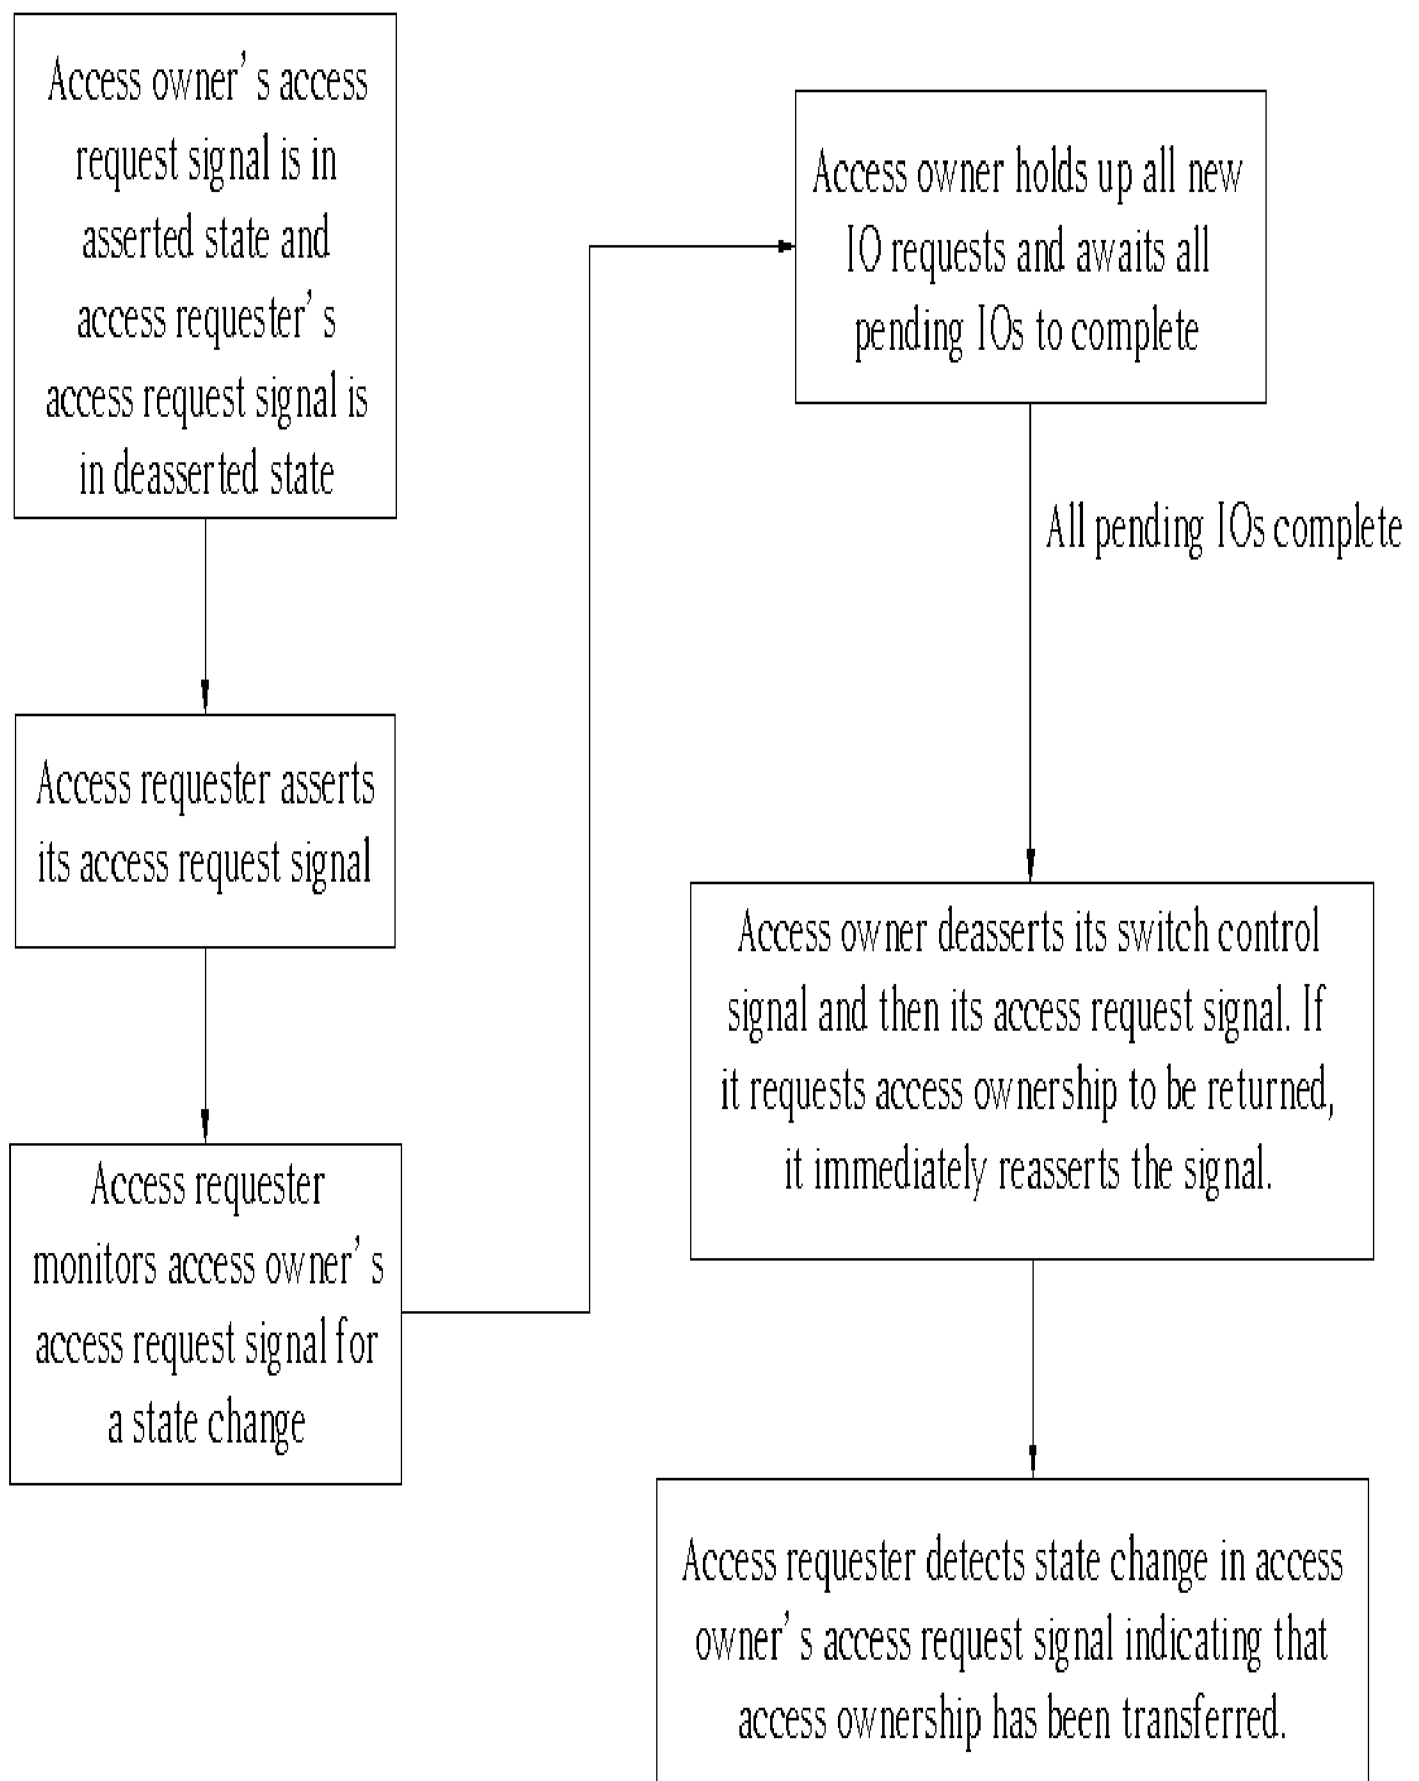 Access owner's access
request signal is in
asserted state and
access requester's
access request signal is
in deasserted state
Access requester asserts
its access request signal
Access requester
monitors access owner's
access request signal for
a state change
Access owner holds up all new
IO requests and awaits all
pending IOs to complete
All pending IOs complete
Access owner deasserts its switch control
signal and then its access request signal. If
it requests access ownership to be returned,
it immediately reasserts the signal.
Access requester detects state change in access
owner's access request signal indicating that
access ownership has been transferred.